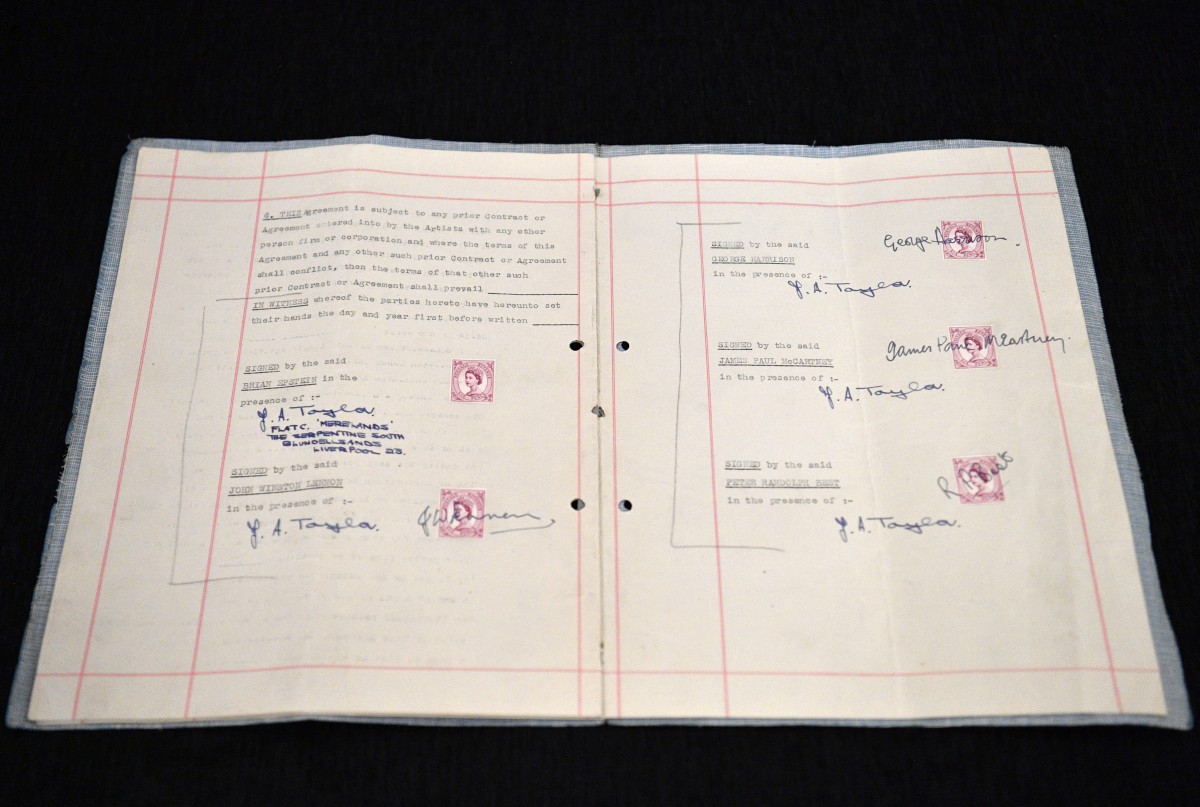 4. THIS Agreement is subject to any prior Contract or
Agreement entered into by the Artists with any other
person firm or corporation and where the terms of this
Agreement and any other such prior Contract or Agreement
shall conflict, then the terms of that other such
prior Contract or Agreement shall prevail
IN WITNESS whereof the parties hereto have hereunto set
their hands the day and year first before written
SIGNED by the said
BRIAN EPSTEIN in the
presence of :-
J. A. Taylor.
FLAT C. 'MERELANDS'
THE SERPENTINE SOUTH
BLUNDELLSANDS
LIVERPOOL 23.
SIGNED by the said
JOHN WINSTON LENNON
in the presence of :-
J. A. Taylor.
JW Lennon
SIGNED by the said
GEORGE HARRISON
in the presence of :-
George Harrison.
J. A. Taylor.
SIGNED by the said
JAMES PAUL McCARTNEY
in the presence of :-
James Paul McCartney.
J. A. Taylor.
SIGNED by the said
PETER RANDOLPH BEST
in the presence of :-
R. P. Best
J. A. Taylor.